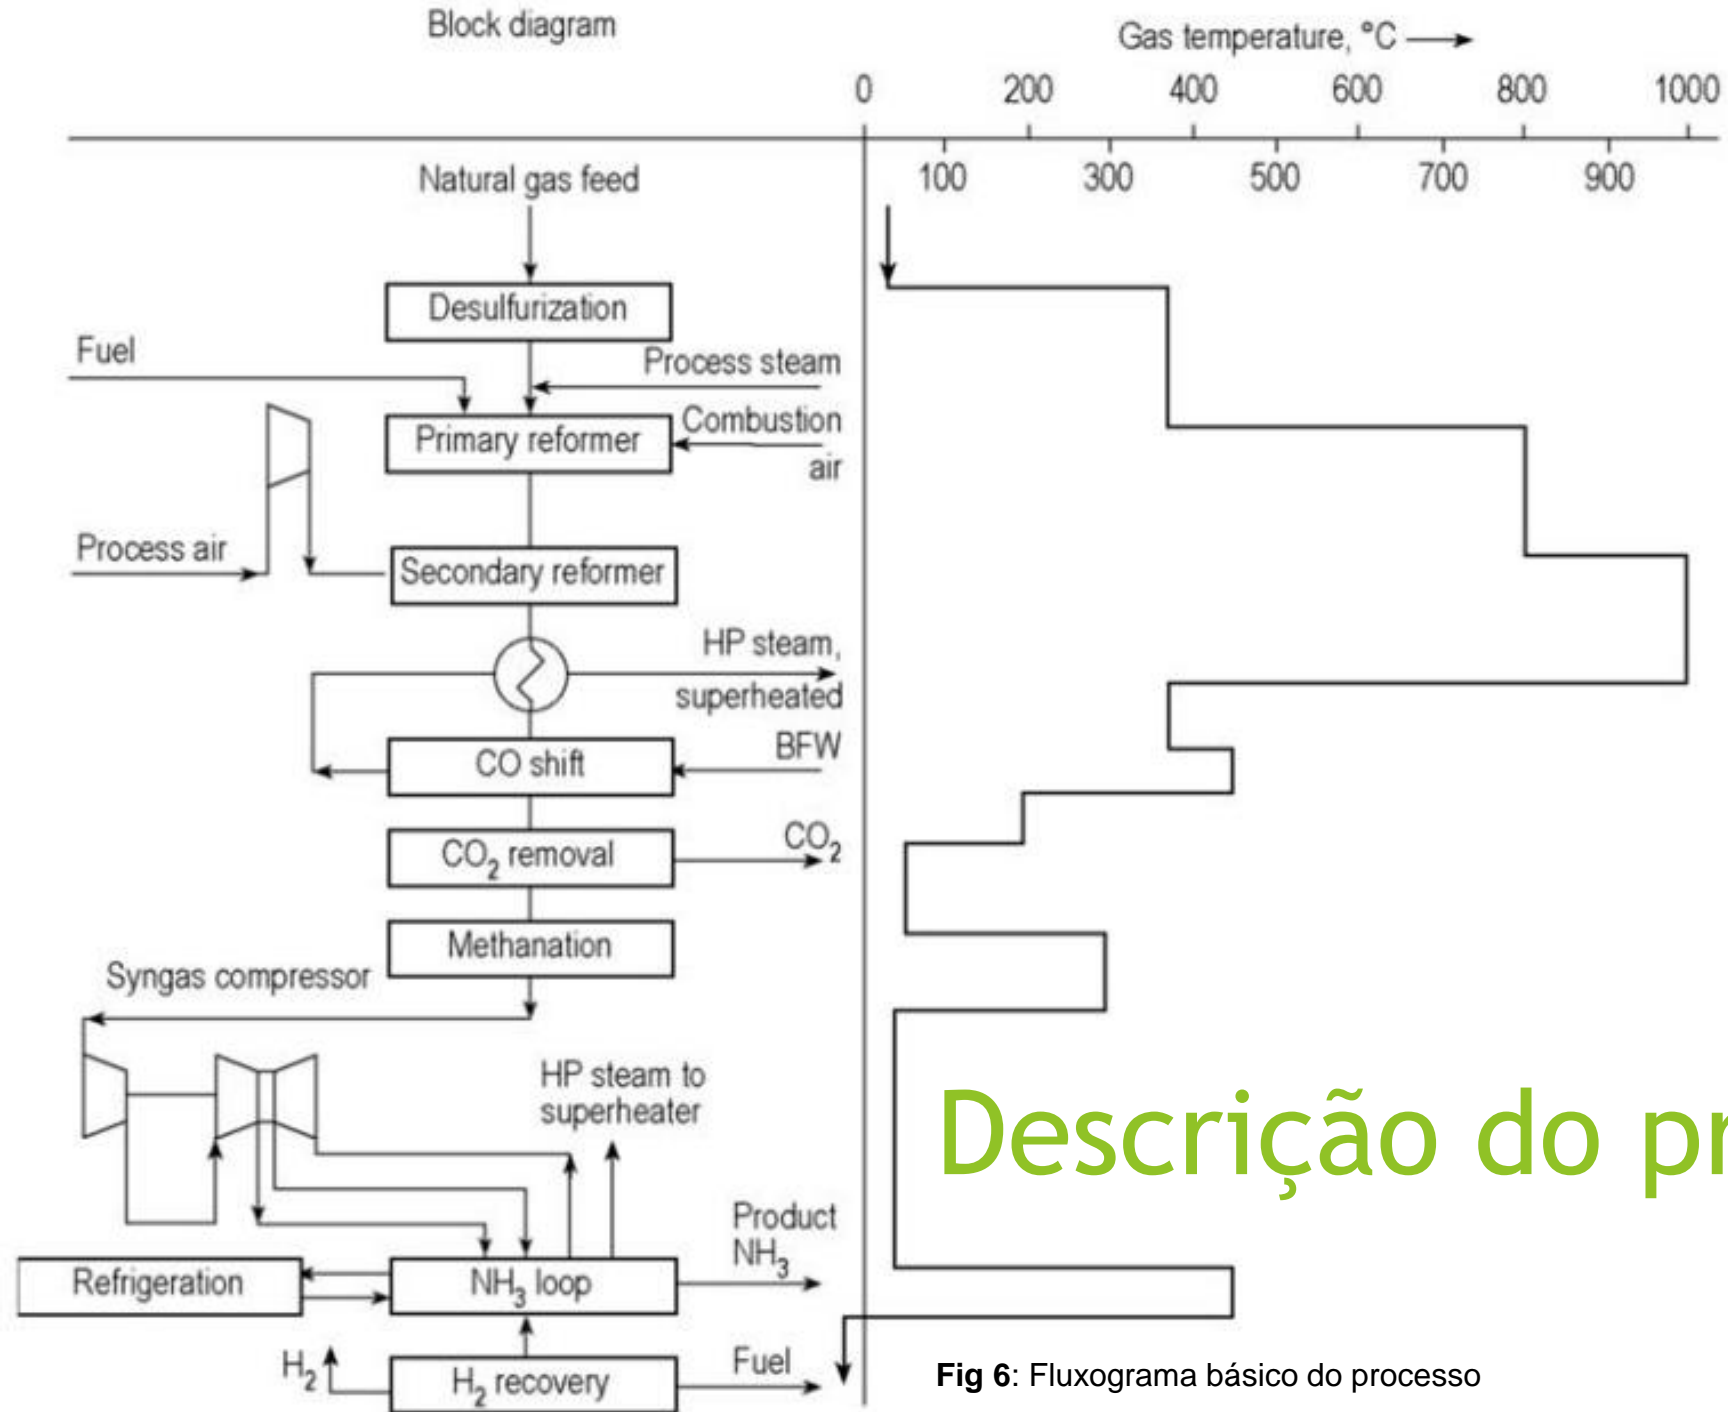 Block diagram
Gas temperature, °C
0 200 400 600 800 1000
100 300 500 700 900
Natural gas feed
Desulfurization
Fuel
Process steam
Primary reformer
Combustion
air
Process air
Secondary reformer
HP steam,
superheated
CO shift
BFW
CO₂ removal
CO₂
Methanation
Syngas compressor
HP steam to
superheater
Descrição do pr
Product
NH₃
Refrigeration
NH₃ loop
H₂
H₂ recovery
Fuel
Fig 6: Fluxograma básico do processo